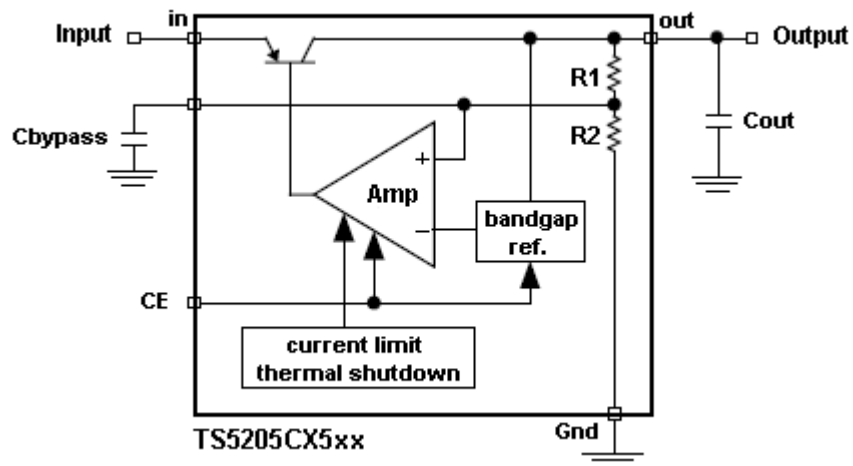 in
out
Input
Output
R1
R2
Cbypass
Cout
+
Amp
−
bandgap
ref.
CE
current limit
thermal shutdown
Gnd
TS5205CX5xx